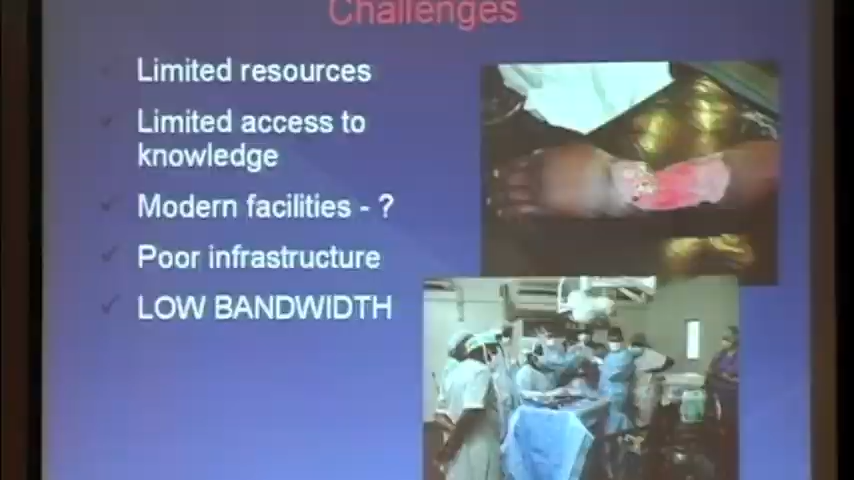 Challenges
Limited resources
Limited access to
knowledge
Modern facilities - ?
Poor infrastructure
LOW BANDWIDTH